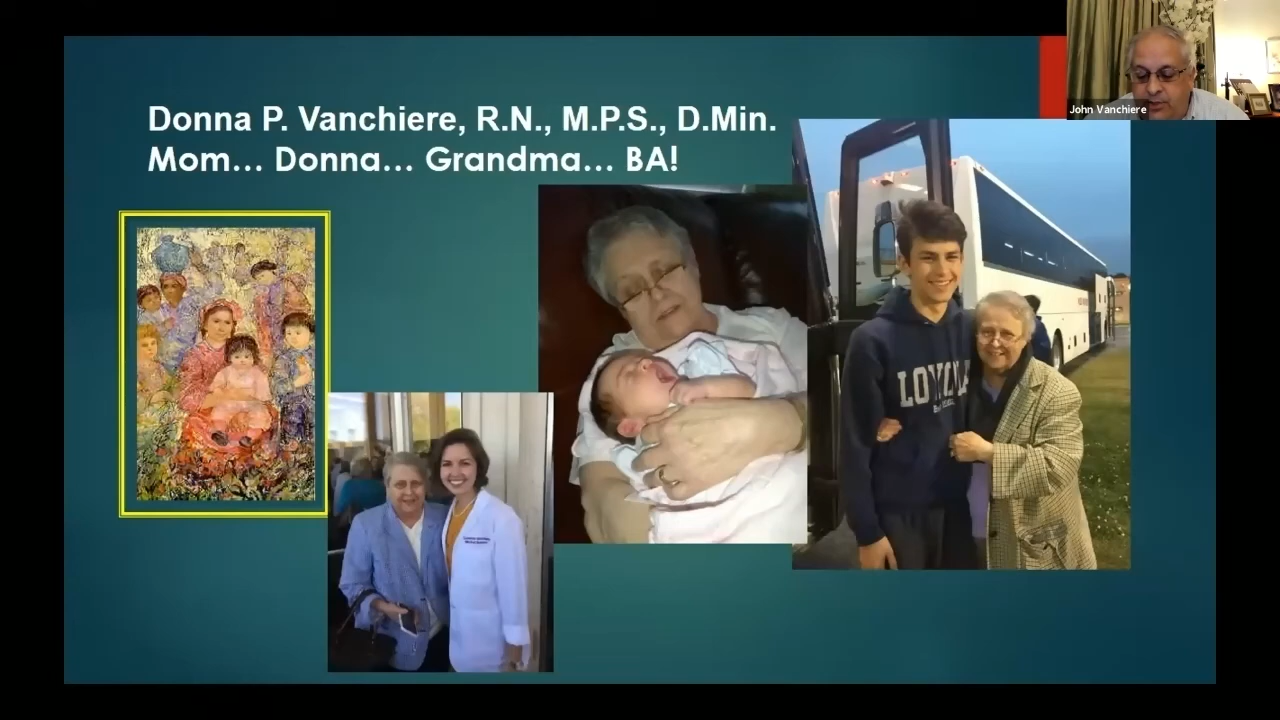 Donna P. Vanchiere, R.N., M.P.S., D.Min.
Mom... Donna... Grandma... BA!
John Vanchiere
LOYOLA